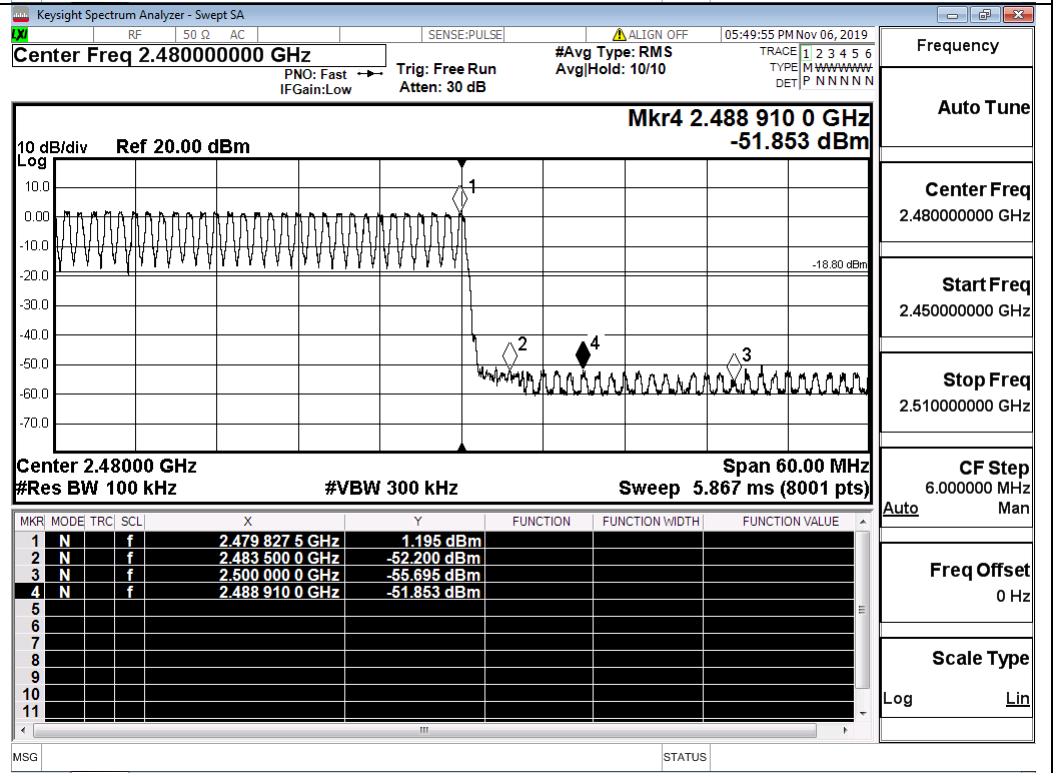 Keysight Spectrum Analyzer - Swept SA
LXI RF 50 Ω AC SENSE:PULSE ALIGN OFF 05:49:55 PM Nov 06, 2019
Center Freq 2.480000000 GHz
PNO: Fast
IFGain:Low
Trig: Free Run
Atten: 30 dB
#Avg Type: RMS
Avg|Hold: 10/10
TRACE 1 2 3 4 5 6
TYPE M WWWWW
DET P N N N N N
Mkr4 2.488 910 0 GHz
-51.853 dBm
10 dB/div Ref 20.00 dBm
Log
10.0
0.00
-10.0
-20.0
-30.0
-40.0
-50.0
-60.0
-70.0
1
-18.80 dBm
2
4
3
Center 2.48000 GHz Span 60.00 MHz
#Res BW 100 kHz #VBW 300 kHz Sweep 5.867 ms (8001 pts)
MKR MODE TRC SCL X Y FUNCTION FUNCTION WIDTH FUNCTION VALUE
1 N f 2.479 827 5 GHz 1.195 dBm
2 N f 2.483 500 0 GHz -52.200 dBm
3 N f 2.500 000 0 GHz -55.695 dBm
4 N f 2.488 910 0 GHz -51.853 dBm
5
6
7
8
9
10
11
MSG STATUS
Frequency
Auto Tune
Center Freq
2.480000000 GHz
Start Freq
2.450000000 GHz
Stop Freq
2.510000000 GHz
CF Step
6.000000 MHz
Auto Man
Freq Offset
0 Hz
Scale Type
Log Lin